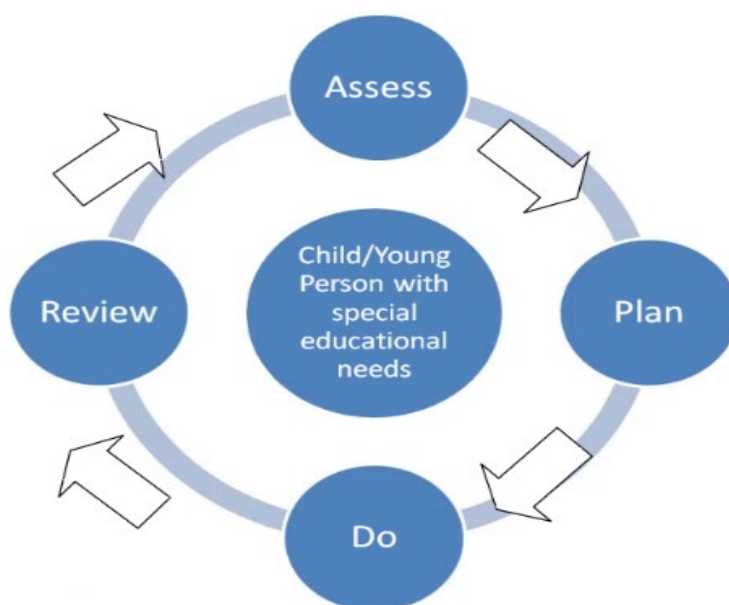 Assess
Child/Young
Person with
special
educational
needs
Review
Plan
Do